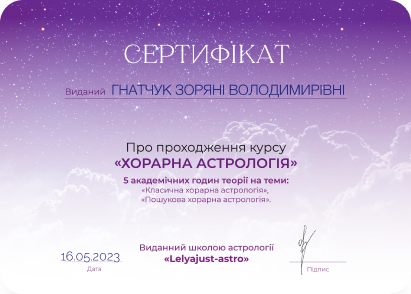 СЕРТИФІКАТ
Виданий ГНАТЧУК ЗОРЯНІ ВОЛОДИМИРІВНІ
Про проходження курсу
«ХОРАРНА АСТРОЛОГІЯ»
5 академічних годин теорії на теми:
«Класична хорарна астрологія»,
«Пошукова хорарна астрологія».
16.05.2023
Дата
Виданний школою астрології
«Lelyajust-astro»
Підпис